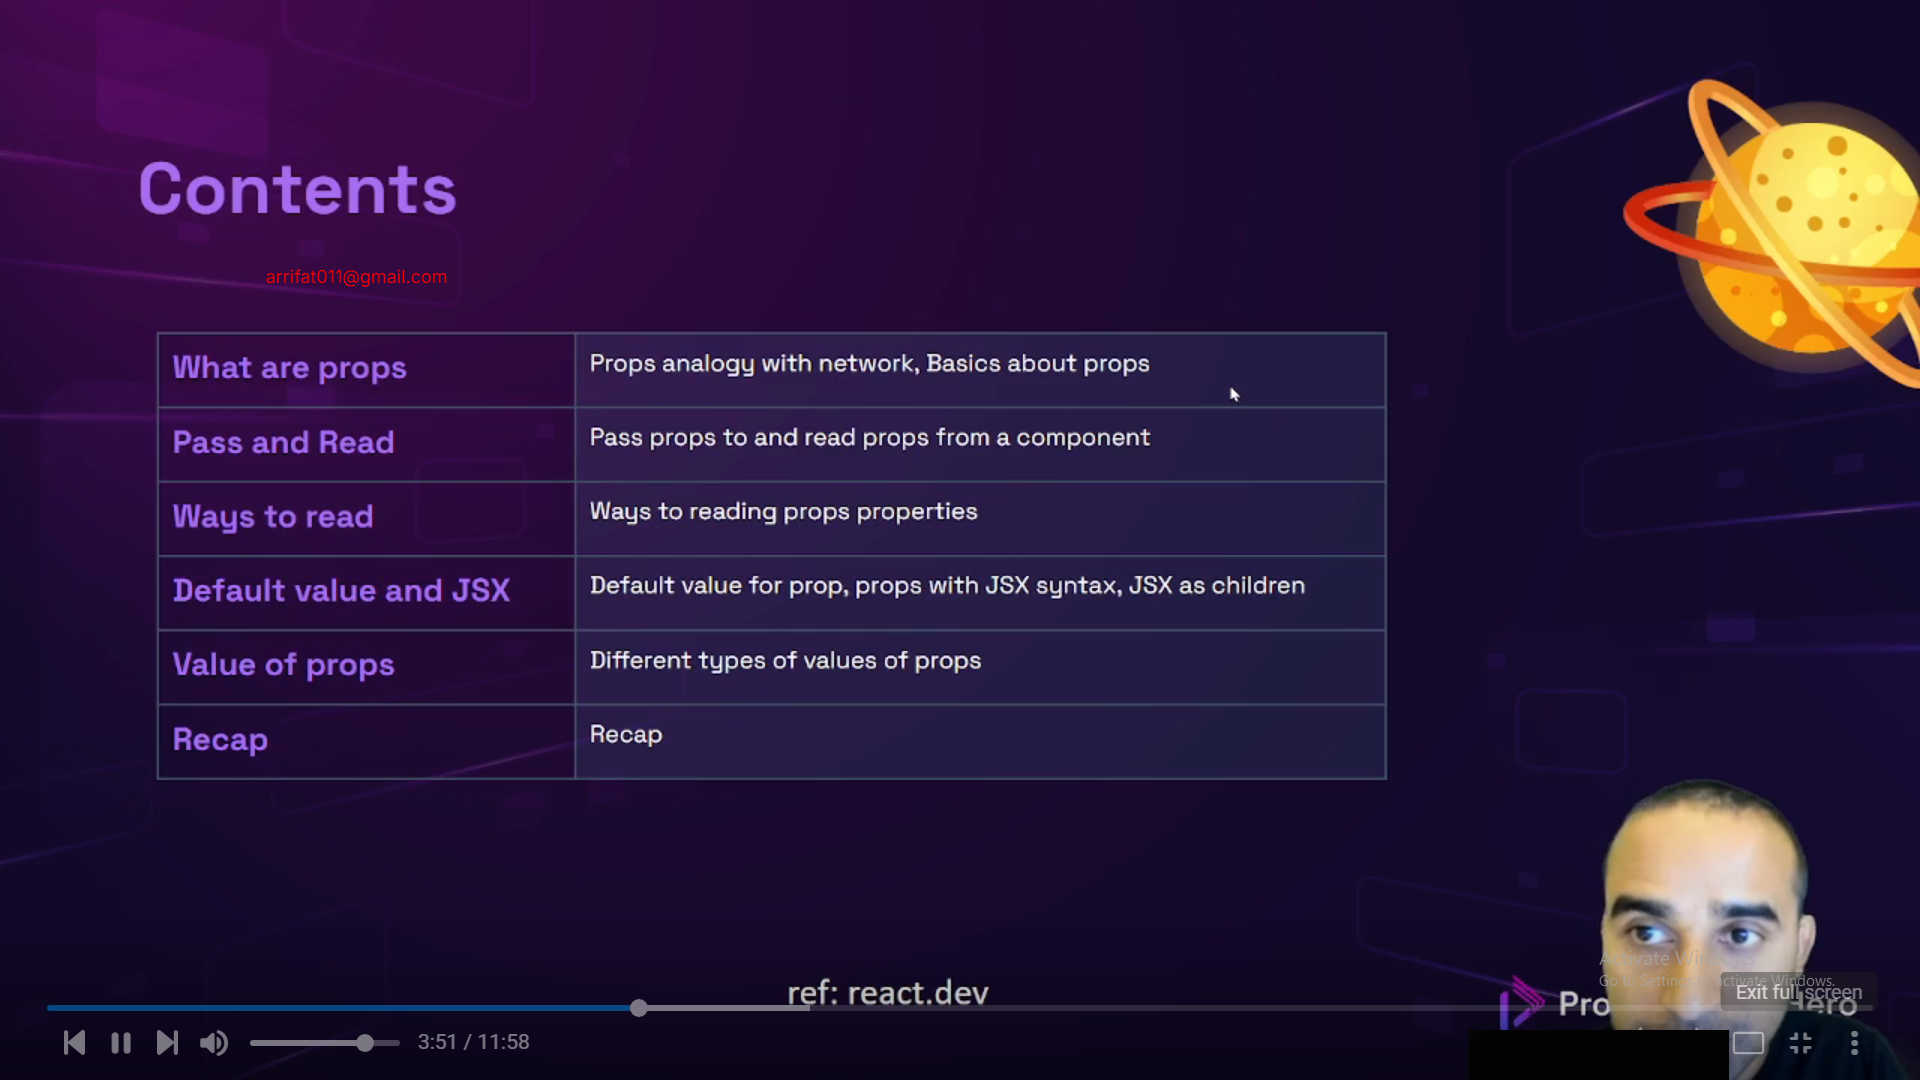 Contents
arrifat011@gmail.com
What are props
Props analogy with network, Basics about props
Pass and Read
Pass props to and read props from a component
Ways to read
Ways to reading props properties
Default value and JSX
Default value for prop, props with JSX syntax, JSX as children
Value of props
Different types of values of props
Recap
Recap
ref: react.dev
Activate Windows
Go to Settings to activate Windows.
Exit full screen
3:51 / 11:58